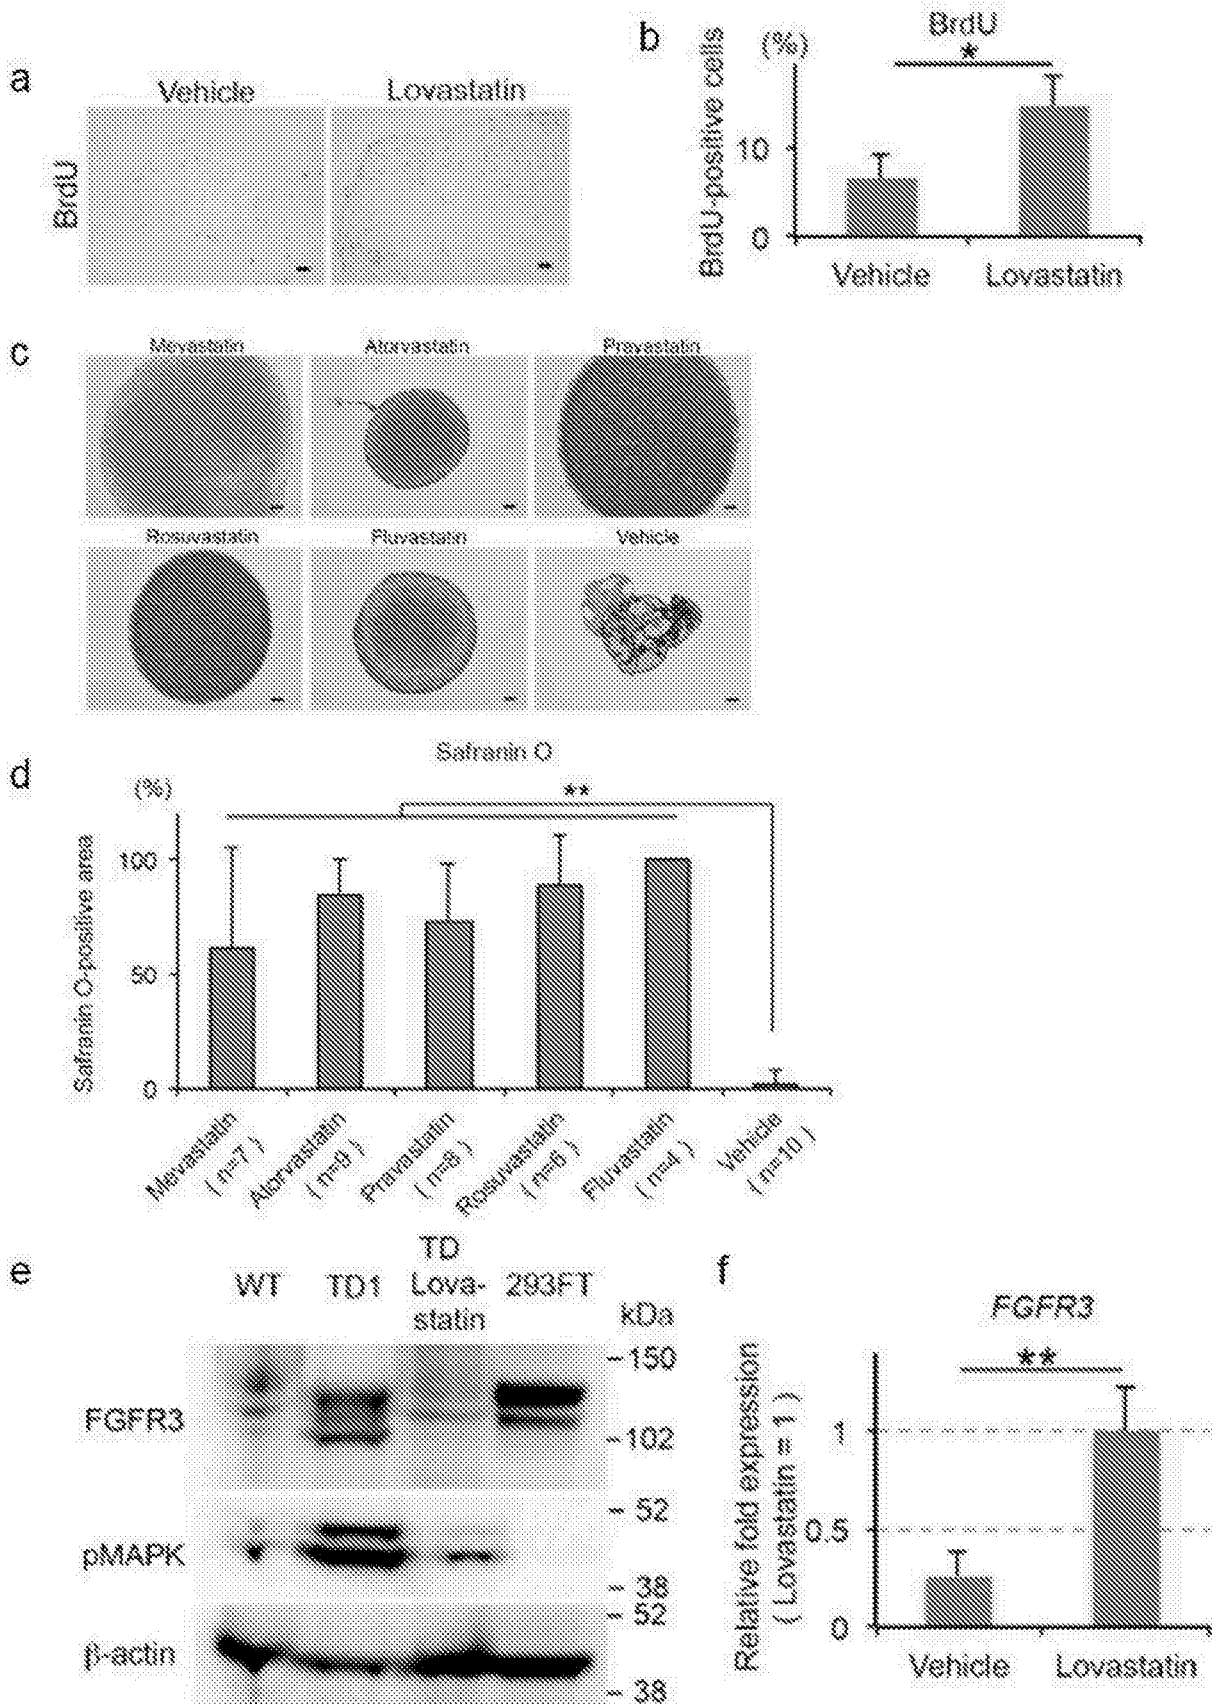 a
Vehicle
Lovastatin
BrdU
b
BrdU
*
(%)
BrdU-positive cells
10
0
Vehicle
Lovastatin
c
Mevastatin
Atorvastatin
Pravastatin
Rosuvastatin
Fluvastatin
Vehicle
d
Safranin O
**
(%)
Safranin O-positive area
100
50
0
Mevastatin
( n=7 )
Atorvastatin
( n=9 )
Pravastatin
( n=8 )
Rosuvastatin
( n=6 )
Fluvastatin
( n=4 )
Vehicle
( n=10 )
e
WT
TD1
TD
Lova-
statin
293FT
kDa
FGFR3
150
102
pMAPK
52
38
β-actin
52
38
f
FGFR3
**
Relative fold expression
( Lovastatin = 1 )
1
0.5
0
Vehicle
Lovastatin